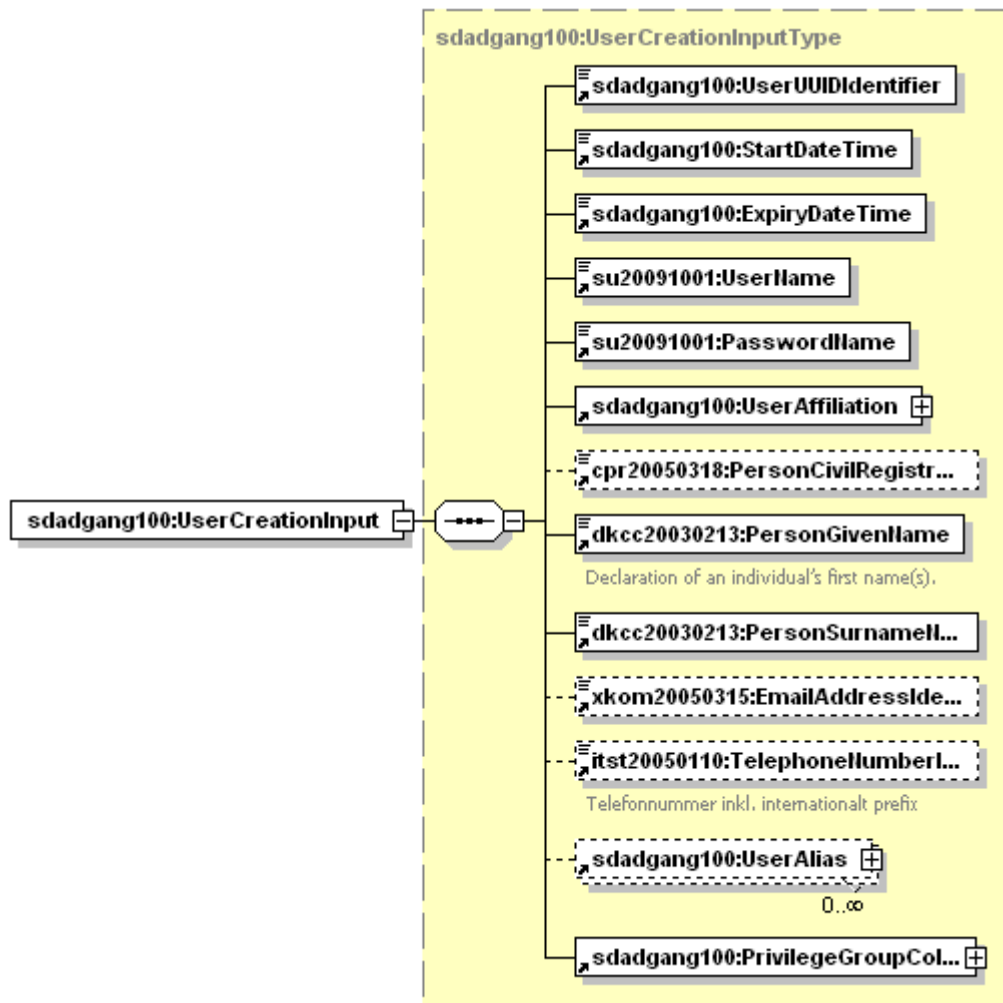 sdadgang100:UserCreationInputType
sdadgang100:UserUUIDIdentifier
sdadgang100:StartDateTime
sdadgang100:ExpiryDateTime
su20091001:UserName
su20091001:PasswordName
sdadgang100:UserAffiliation
cpr20050318:PersonCivilRegistr...
sdadgang100:UserCreationInput
dkcc20030213:PersonGivenName
Declaration of an individual's first name(s).
dkcc20030213:PersonSurnameN...
xkom20050315:EmailAddressIde...
itst20050110:TelephoneNumberI...
Telefonnummer inkl. internationalt prefix
sdadgang100:UserAlias
0..∞
sdadgang100:PrivilegeGroupCol...